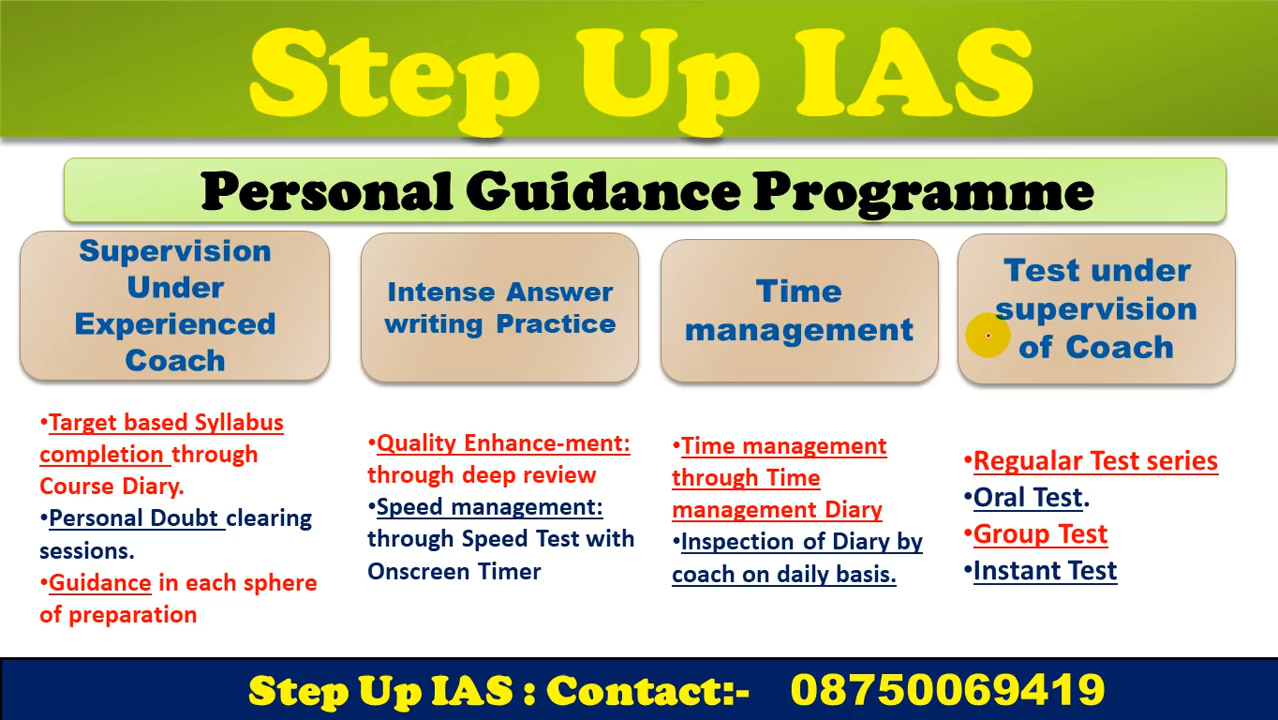 Step Up IAS
Personal Guidance Programme
Supervision
Under
Experienced
Coach
•Target based Syllabus
completion through
Course Diary.
•Personal Doubt clearing
sessions.
•Guidance in each sphere
of preparation
Intense Answer
writing Practice
•Quality Enhance-ment:
through deep review
•Speed management:
through Speed Test with
Onscreen Timer
Time
management
•Time management
through Time
management Diary
•Inspection of Diary by
coach on daily basis.
Test under
supervision
of Coach
•Regualar Test series
•Oral Test.
•Group Test
•Instant Test
Step Up IAS : Contact:- 08750069419